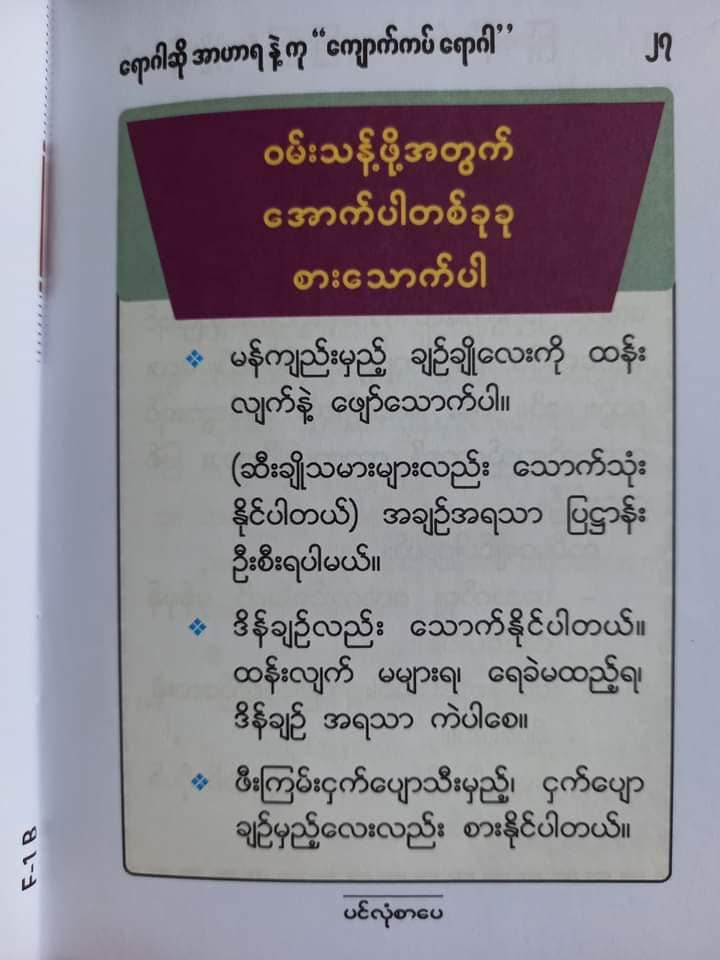 ရောဂါဆို အာဟာရ နဲ့ ကု “ကျောက်ကပ် ရောဂါ” ၂၇
ဝမ်းသန့်ဖို့အတွက်
အောက်ပါတစ်ခုခု
စားသောက်ပါ
မန်ကျည်းမှည့် ချဉ်ချိုလေးကို ထန်း
လျက်နဲ့ ဖျော်သောက်ပါ။
(ဆီးချိုသမားများလည်း သောက်သုံး
နိုင်ပါတယ်) အချဉ်အရသာ ပြဋ္ဌာန်း
ဦးစီးရပါမယ်။
ဒိန်ချဉ်လည်း သောက်နိုင်ပါတယ်။
ထန်းလျက် မများရ၊ ရေခဲမထည့်ရ၊
ဒိန်ချဉ် အရသာ ကဲပါစေ။
ဖီးကြမ်းငှက်ပျောသီးမှည့်၊ ငှက်ပျော
ချဉ်မှည့်လေးလည်း စားနိုင်ပါတယ်။
ပင်လုံစာပေ
F-1B